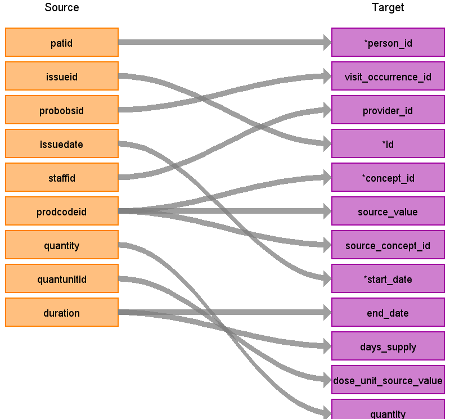 Source
Target
patid
*person_id
issueid
visit_occurrence_id
probobsid
provider_id
issuedate
*id
staffid
*concept_id
prodcodeid
source_value
quantity
source_concept_id
quantunitid
*start_date
duration
end_date
days_supply
dose_unit_source_value
quantity